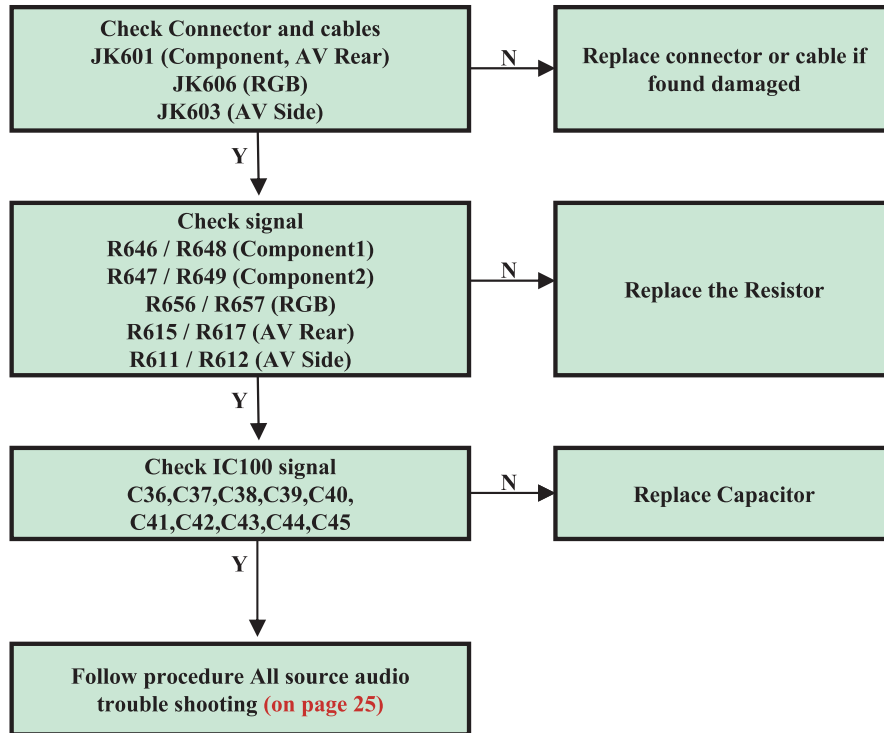 Check Connector and cables
JK601 (Component, AV Rear)
JK606 (RGB)
JK603 (AV Side)
N
Replace connector or cable if
found damaged
Y
Check signal
R646 / R648 (Component1)
R647 / R649 (Component2)
R656 / R657 (RGB)
R615 / R617 (AV Rear)
R611 / R612 (AV Side)
N
Replace the Resistor
Y
Check IC100 signal
C36,C37,C38,C39,C40,
C41,C42,C43,C44,C45
N
Replace Capacitor
Y
Follow procedure All source audio
trouble shooting (on page 25)